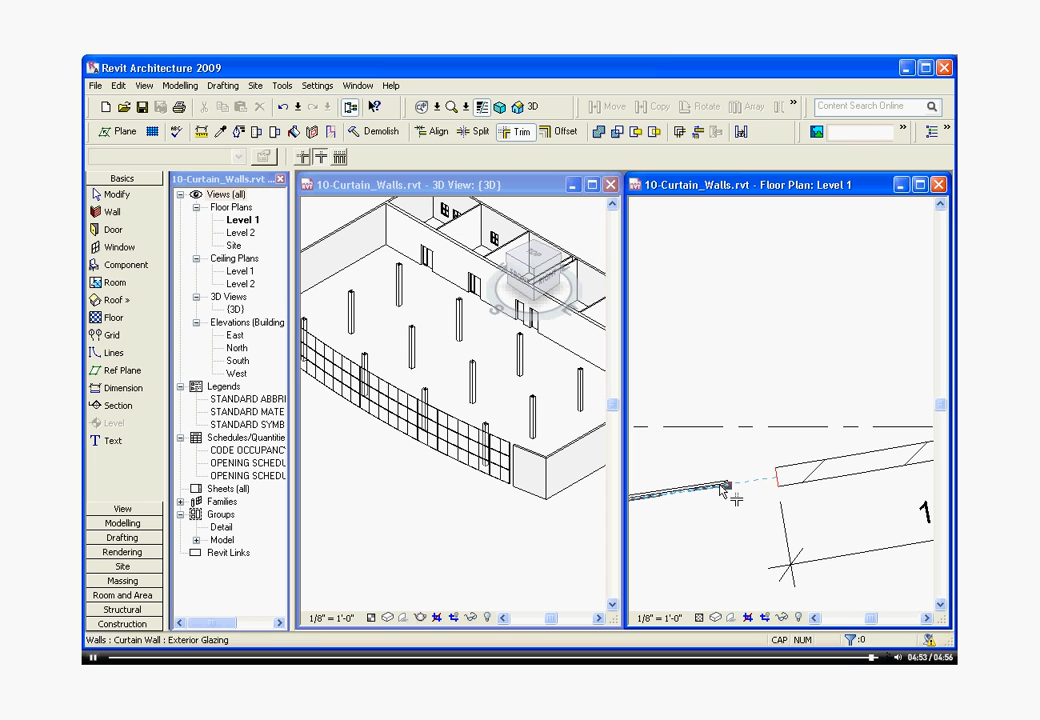 Revit Architecture 2009
File Edit View Modelling Drafting Site Tools Settings Window Help
3D Move Copy Rotate Array » Content Search Online
Plane Demolish Align Split Trim Offset » »
Basics
Modify
Wall
Door
Window
Component
Room
Roof »
Floor
Grid
Lines
Ref Plane
Dimension
Section
Level
Text
View
Modelling
Drafting
Rendering
Site
Massing
Room and Area
Structural
Construction
10-Curtain_Walls.rvt ...
Views (all)
Floor Plans
Level 1
Level 2
Site
Ceiling Plans
Level 1
Level 2
3D Views
{3D}
Elevations (Building
East
North
South
West
Legends
STANDARD ABBRI
STANDARD MATE
STANDARD SYMB
Schedules/Quantitie
CODE OCCUPANC
OPENING SCHEDU
OPENING SCHEDU
Sheets (all)
Families
Groups
Detail
Model
Revit Links
10-Curtain_Walls.rvt - 3D View: {3D}
1/8" = 1'-0"
10-Curtain_Walls.rvt - Floor Plan: Level 1
1
1/8" = 1'-0"
Walls : Curtain Wall : Exterior Glazing
CAP NUM :0
04:53 / 04:56